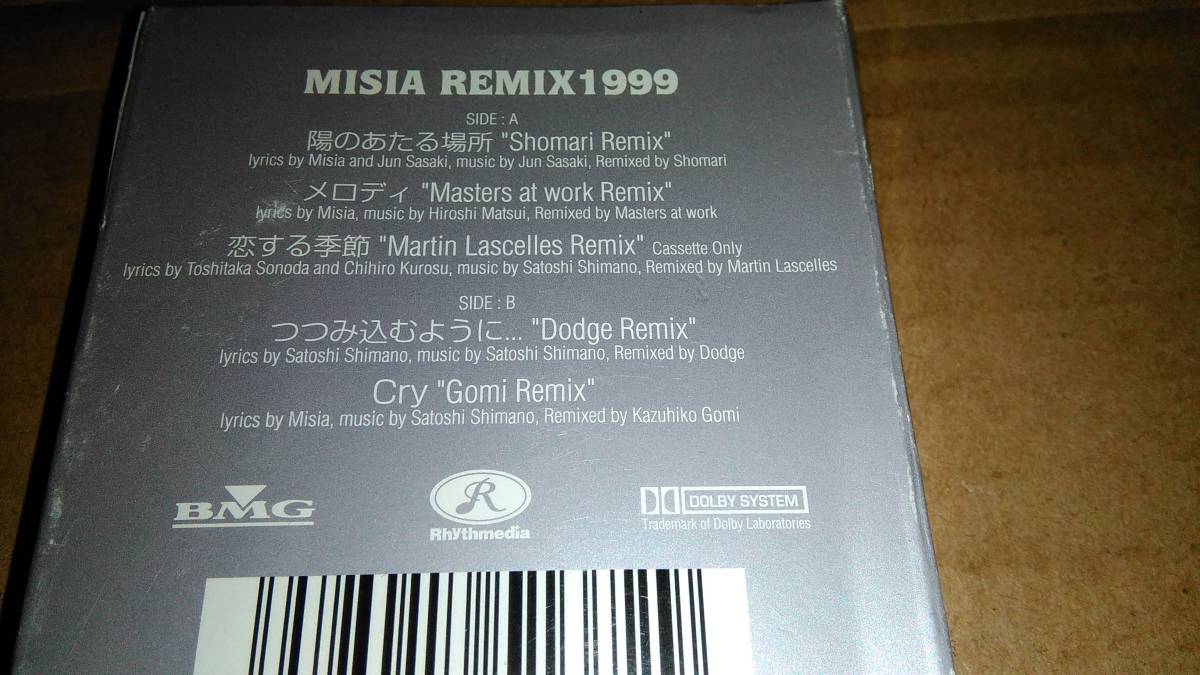 MISIA REMIX1999
SIDE : A
陽のあたる場所 "Shomari Remix"
lyrics by Misia and Jun Sasaki, music by Jun Sasaki, Remixed by Shomari
メロディ "Masters at work Remix"
lyrics by Misia, music by Hiroshi Matsui, Remixed by Masters at work
恋する季節 "Martin Lascelles Remix" Cassette Only
lyrics by Toshitaka Sonoda and Chihiro Kurosu, music by Satoshi Shimano, Remixed by Martin Lascelles
SIDE : B
つつみ込むように... "Dodge Remix"
lyrics by Satoshi Shimano, music by Satoshi Shimano, Remixed by Dodge
Cry "Gomi Remix"
lyrics by Misia, music by Satoshi Shimano, Remixed by Kazuhiko Gomi
BMG
R
Rhythmedia
DOLBY SYSTEM
Trademark of Dolby Laboratories